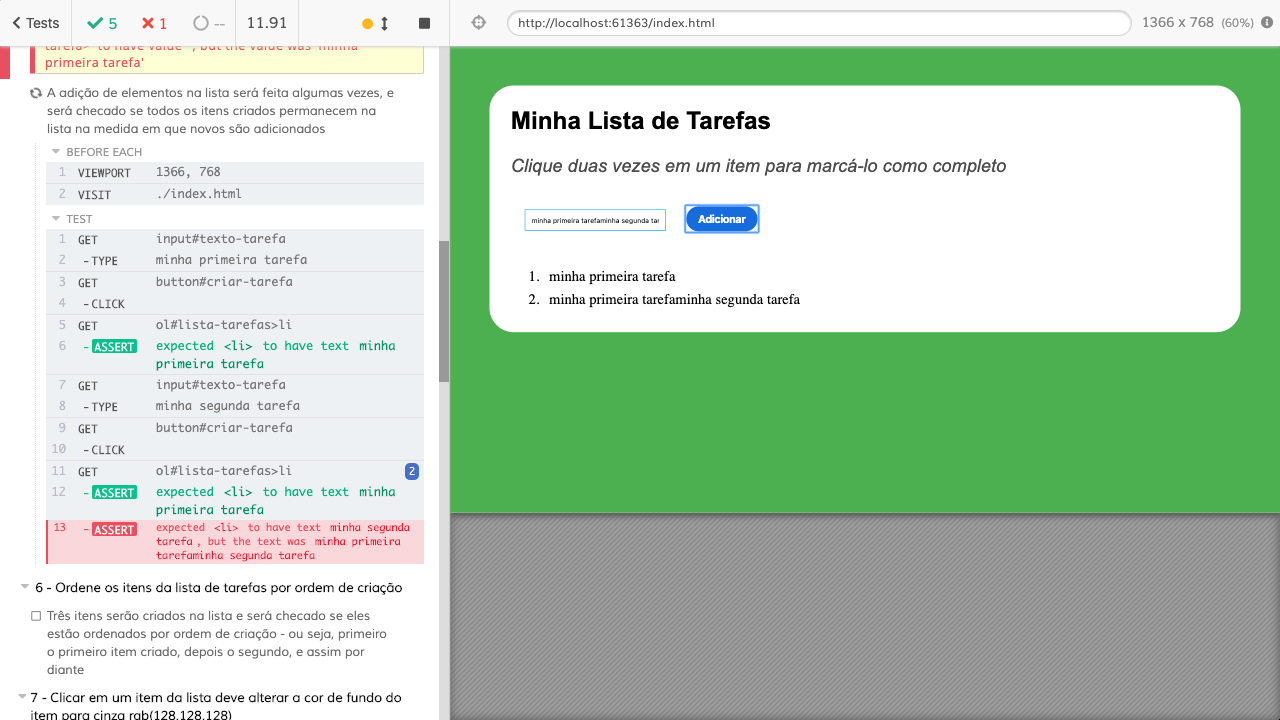 Tests
5
1
--
11.91
http://localhost:61363/index.html
1366 x 768 (60%)
tarefa> to have value '', but the value was 'minha
primeira tarefa'
A adição de elementos na lista será feita algumas vezes, e
será checado se todos os itens criados permanecem na
lista na medida em que novos são adicionados
BEFORE EACH
1 VIEWPORT 1366, 768
2 VISIT ./index.html
TEST
1 GET input#texto-tarefa
2 -TYPE minha primeira tarefa
3 GET button#criar-tarefa
4 -CLICK
5 GET ol#lista-tarefas>li
6 -ASSERT expected <li> to have text minha
primeira tarefa
7 GET input#texto-tarefa
8 -TYPE minha segunda tarefa
9 GET button#criar-tarefa
10 -CLICK
11 GET ol#lista-tarefas>li 2
12 -ASSERT expected <li> to have text minha
primeira tarefa
13 -ASSERT expected <li> to have text minha segunda
tarefa, but the text was minha primeira
tarefaminha segunda tarefa
6 - Ordene os itens da lista de tarefas por ordem de criação
Três itens serão criados na lista e será checado se eles
estão ordenados por ordem de criação - ou seja, primeiro
o primeiro item criado, depois o segundo, e assim por
diante
7 - Clicar em um item da lista deve alterar a cor de fundo do
item para cinza rgb(128,128,128)
Minha Lista de Tarefas
Clique duas vezes em um item para marcá-lo como completo
minha primeira tarefaminha segunda tar
Adicionar
1. minha primeira tarefa
2. minha primeira tarefaminha segunda tarefa